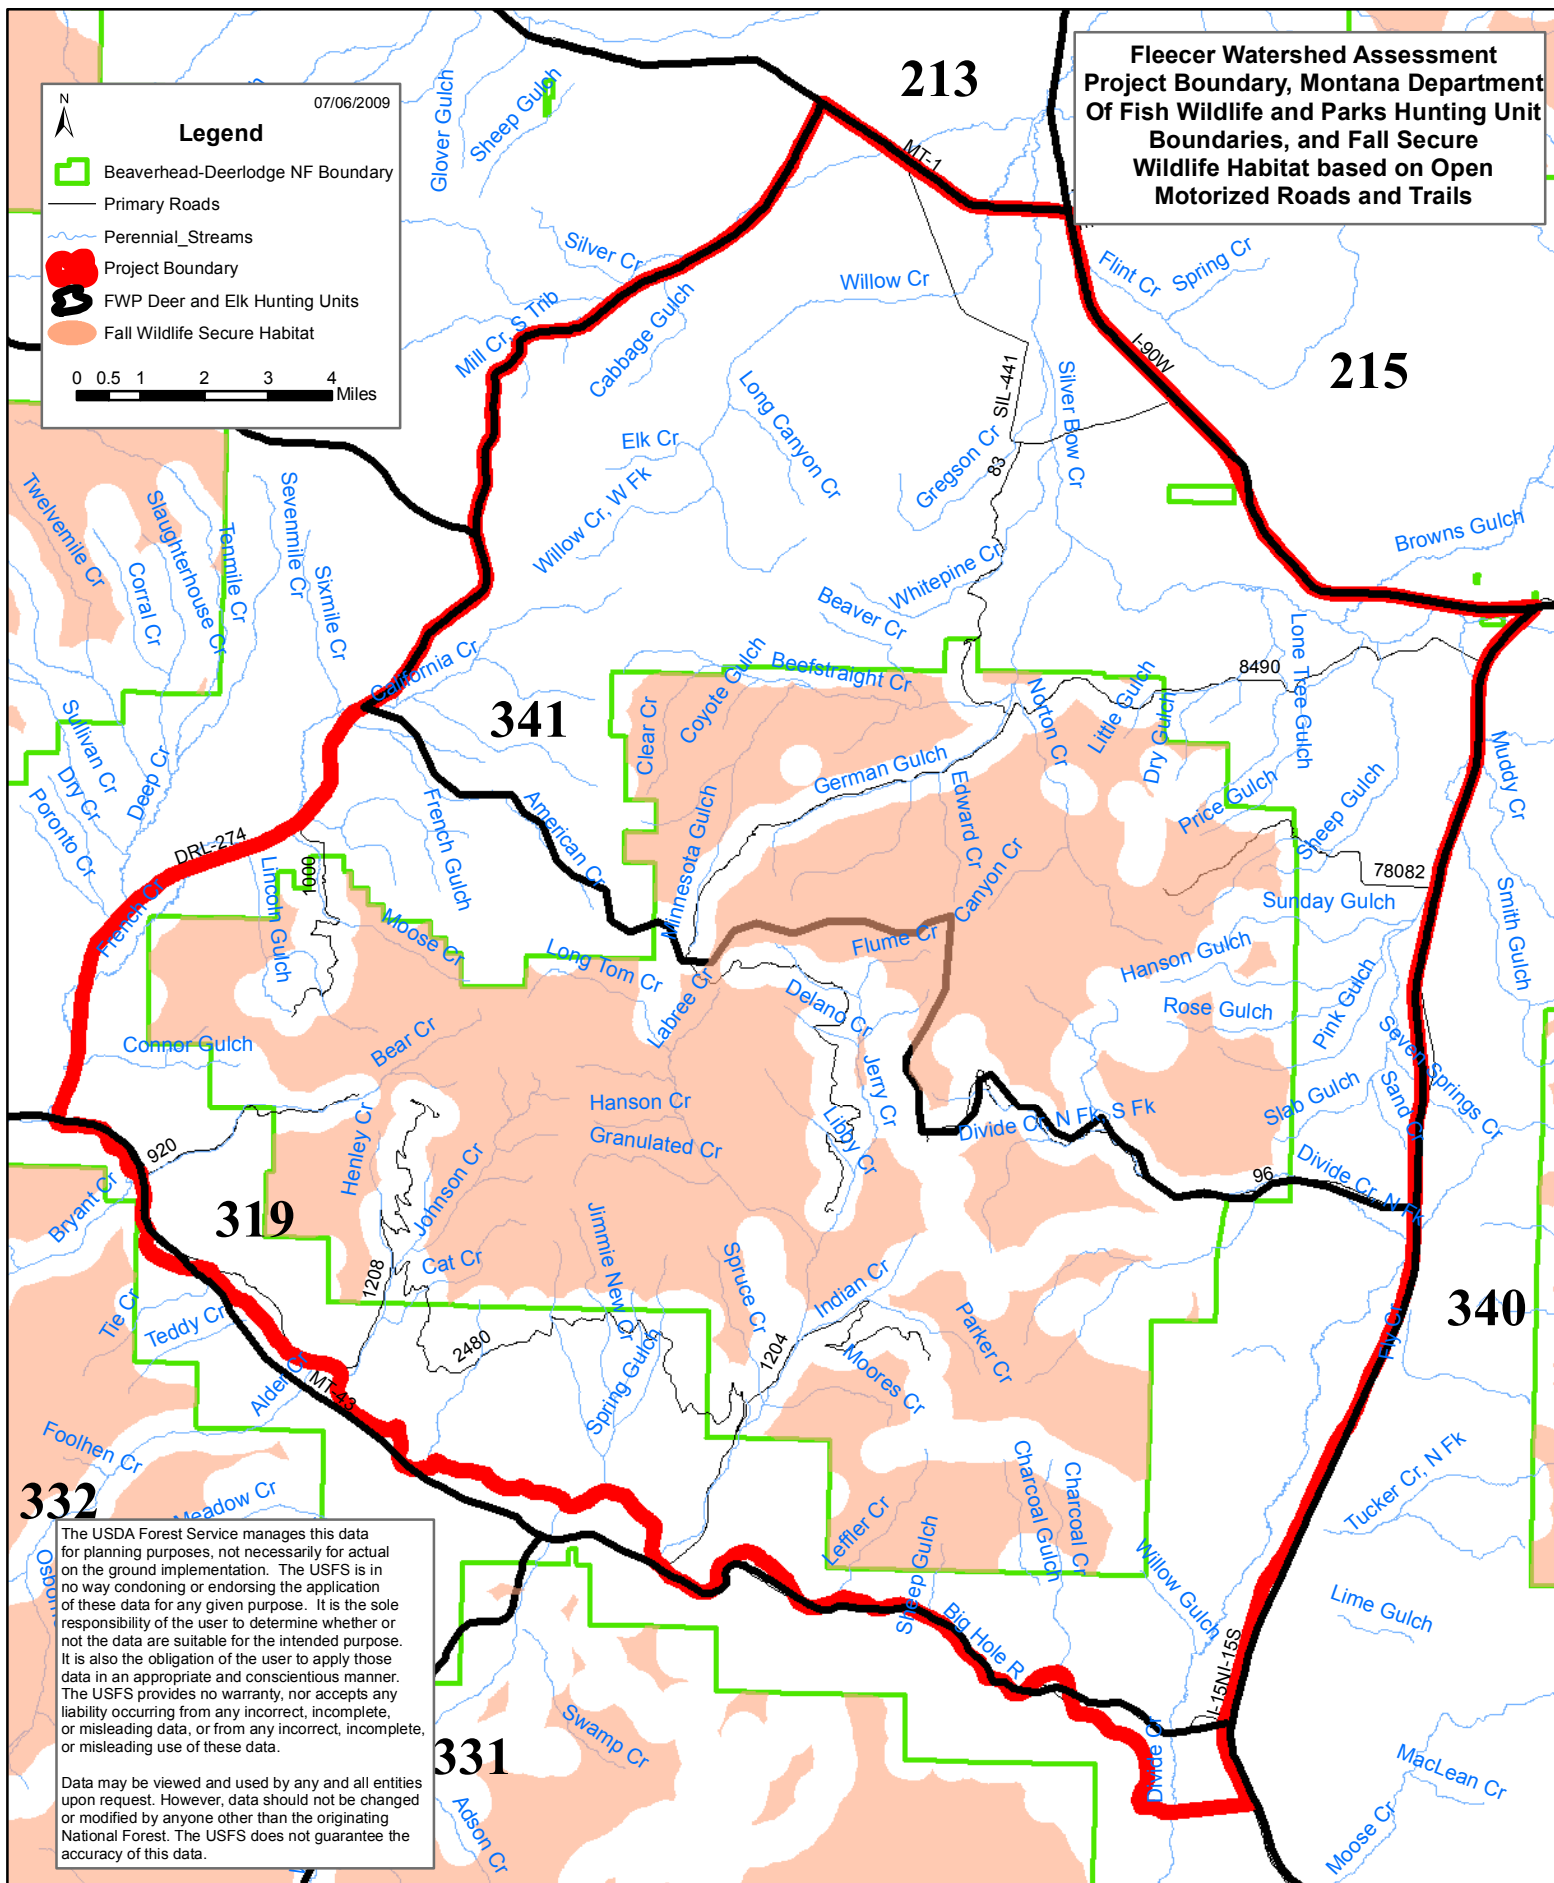 Fleecer Watershed Assessment
Project Boundary, Montana Department
Of Fish Wildlife and Parks Hunting Unit
Boundaries, and Fall Secure
Wildlife Habitat based on Open
Motorized Roads and Trails
N
07/06/2009
Legend
Beaverhead-Deerlodge NF Boundary
Primary Roads
Perennial_Streams
Project Boundary
FWP Deer and Elk Hunting Units
Fall Wildlife Secure Habitat
0 0.5 1 2 3 4
Miles
213
Glover Gulch
Sheep Gulch
MT-1
Silver Cr
Willow Cr
Flint Cr
Spring Cr
Mill Cr, S Trib
Cabbage Gulch
I-90W
215
SIL-441
Silver Bow Cr
Long Canyon Cr
Elk Cr
Gregson Cr
83
Willow Cr, W Fk
Browns Gulch
Twelvemile Cr
Corral Cr
Slaughterhouse Cr
Tenmile Cr
Sevenmile Cr
Sixmile Cr
Whitepine Cr
Beaver Cr
California Cr
Beefstraight Cr
Coyote Gulch
Clear Cr
341
Norton Cr
Little Gulch
Dry Gulch
8490
Lone Tree Gulch
Sullivan Cr
Dry Cr
Poronto Cr
Deep Cr
German Gulch
Edward Cr
Price Gulch
Sheep Gulch
Muddy Cr
DRL-274
French Gulch
American Cr
Minnesota Gulch
Canyon Cr
78082
1000
Lincoln Gulch
French Cr
Moose Cr
Long Tom Cr
Flume Cr
Sunday Gulch
Smith Gulch
Hanson Gulch
Labree Cr
Delano Cr
Rose Gulch
Pink Gulch
Seven Springs Cr
Connor Gulch
Bear Cr
Jerry Cr
Hanson Cr
Granulated Cr
Libby Cr
Divide Cr, N Fk, S Fk
Slab Gulch
Sand Cr
Henley Cr
Johnson Cr
920
Bryant Cr
319
96
Divide Cr, N Fk
Cat Cr
1208
Jimmie New Cr
Spruce Cr
Indian Cr
Parker Cr
340
Tie Cr
Teddy Cr
2480
1204
Fly Cr
Alder Cr
MT-43
Spring Gulch
Moores Cr
Foolhen Cr
Charcoal Gulch
Charcoal Cr
Tucker Cr, N Fk
332
Meadow Cr
Leffler Cr
Sheep Gulch
Willow Gulch
Lime Gulch
Big Hole R
I-15NI-15S
Divide Cr
Swamp Cr
331
MacLean Cr
Adson Cr
Moose Cr
The USDA Forest Service manages this data
for planning purposes, not necessarily for actual
on the ground implementation. The USFS is in
no way condoning or endorsing the application
of these data for any given purpose. It is the sole
responsibility of the user to determine whether or
not the data are suitable for the intended purpose.
It is also the obligation of the user to apply those
data in an appropriate and conscientious manner.
The USFS provides no warranty, nor accepts any
liability occurring from any incorrect, incomplete,
or misleading data, or from any incorrect, incomplete,
or misleading use of these data.
Data may be viewed and used by any and all entities
upon request. However, data should not be changed
or modified by anyone other than the originating
National Forest. The USFS does not guarantee the
accuracy of this data.